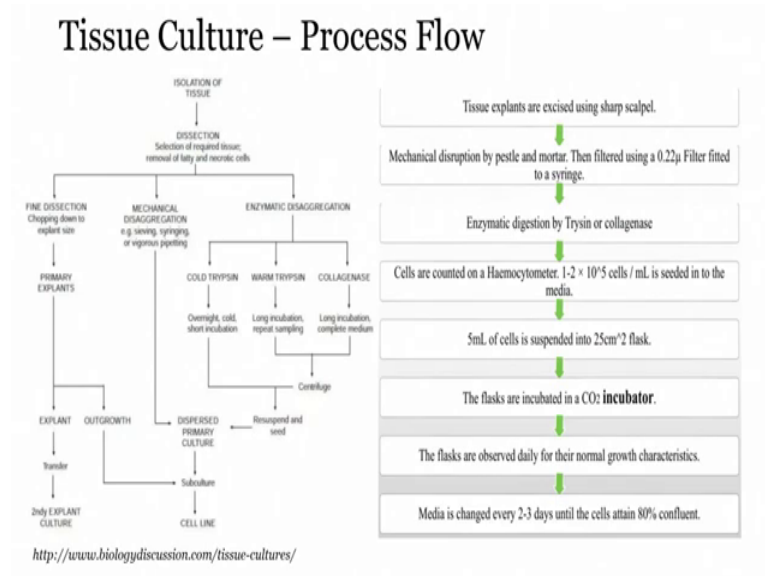 Tissue Culture – Process Flow
ISOLATION OF
TISSUE
DISSECTION
Selection of required tissue;
removal of fatty and necrotic cells
FINE DISSECTION
Chopping down to
explant size
MECHANICAL
DISAGGREGATION
e.g. sieving, syringing,
or vigorous pipetting
ENZYMATIC DISAGGREGATION
PRIMARY
EXPLANTS
COLD TRYPSIN
WARM TRYPSIN
COLLAGENASE
Overnight, cold,
short incubation
Long incubation,
repeat sampling
Long incubation,
complete medium
Centrifuge
EXPLANT
OUTGROWTH
DISPERSED
PRIMARY
CULTURE
Resuspend and
seed
Transfer
Subculture
2ndy EXPLANT
CULTURE
CELL LINE
Tissue explants are excised using sharp scalpel.
Mechanical disruption by pestle and mortar. Then filtered using a 0.22µ Filter fitted
to a syringe.
Enzymatic digestion by Trysin or collagenase
Cells are counted on a Haemocytometer. 1-2 × 10^5 cells / mL is seeded in to the
media.
5mL of cells is suspended into 25cm^2 flask.
The flasks are incubated in a CO2 incubator.
The flasks are observed daily for their normal growth characteristics.
Media is changed every 2-3 days until the cells attain 80% confluent.
http://www.biologydiscussion.com/tissue-cultures/